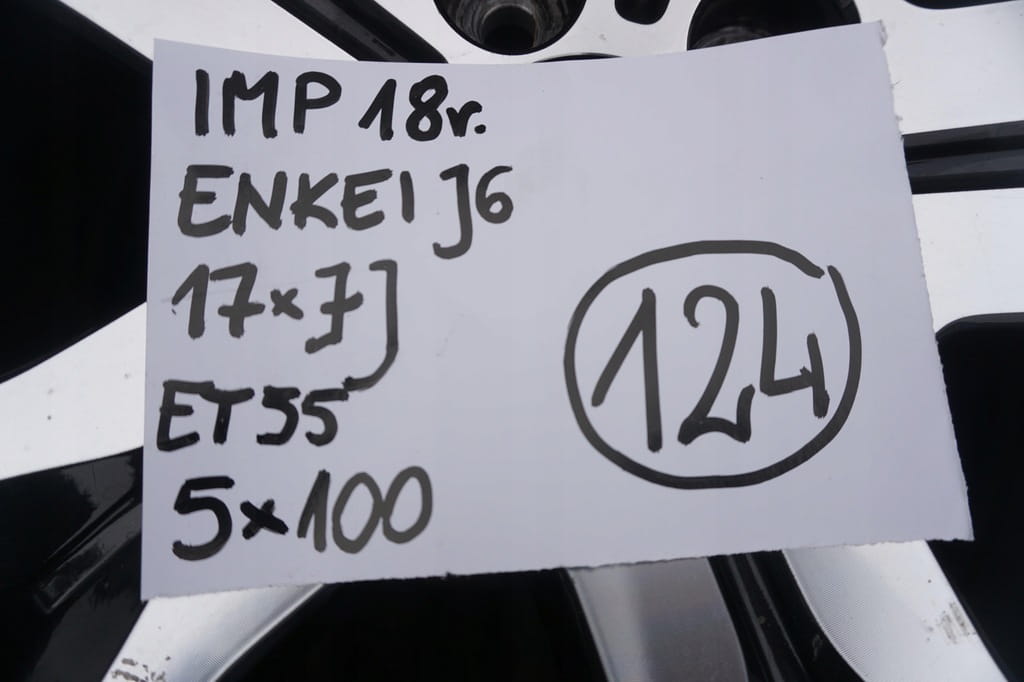 IMP 18r.
ENKEI J6
17x7J
ET55
5x100
124